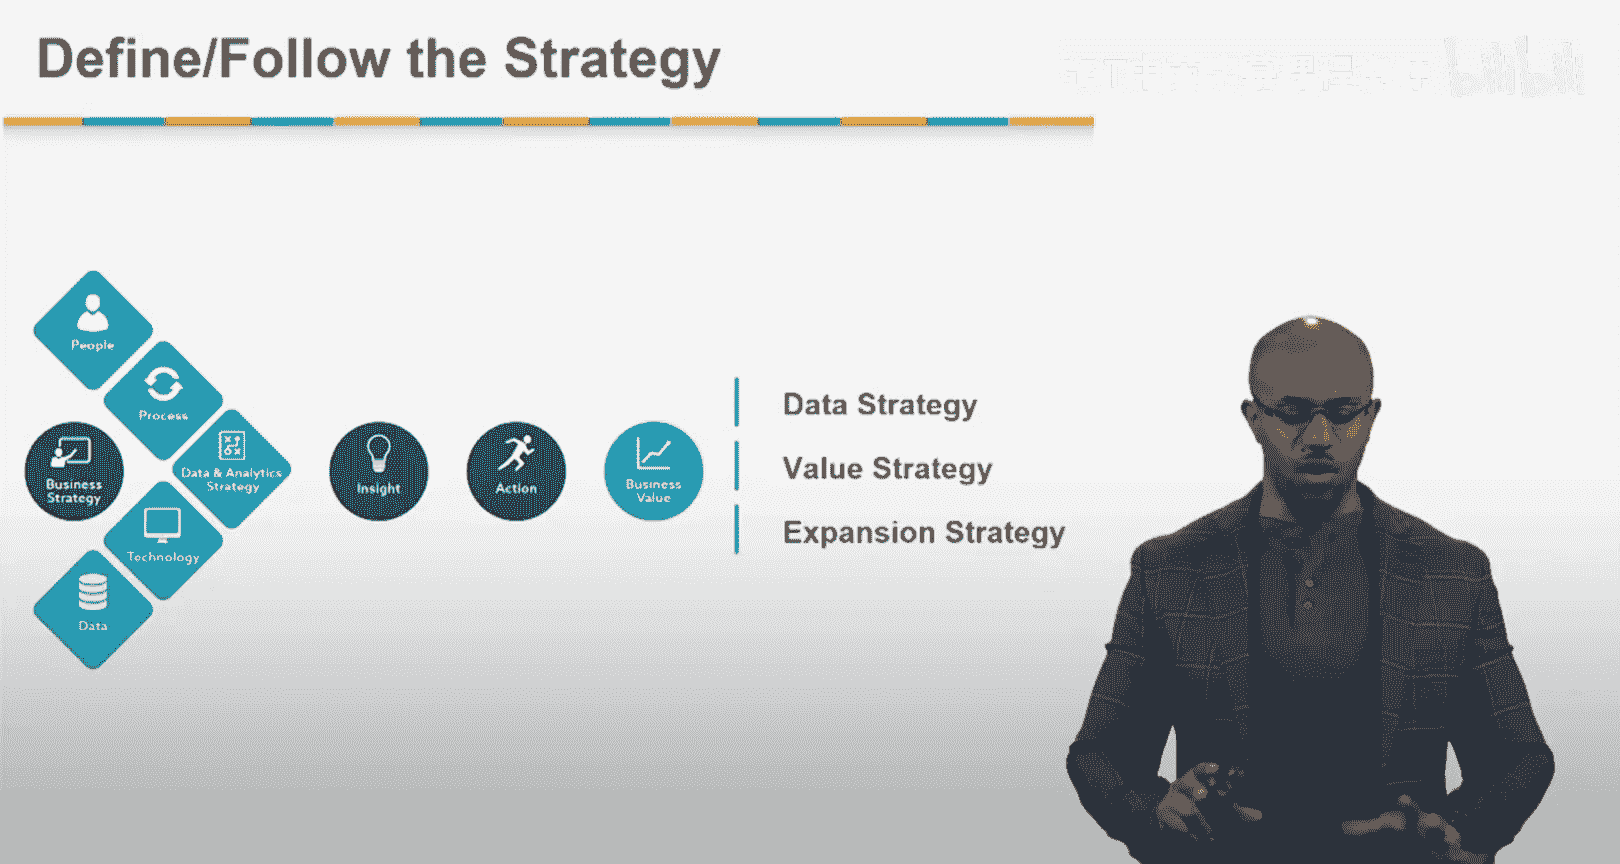 Define/Follow the Strategy
bilibili
People
Process
Business
Strategy
Data & Analytics
Strategy
Technology
Data
Insight
Action
Business
Value
Data Strategy
Value Strategy
Expansion Strategy